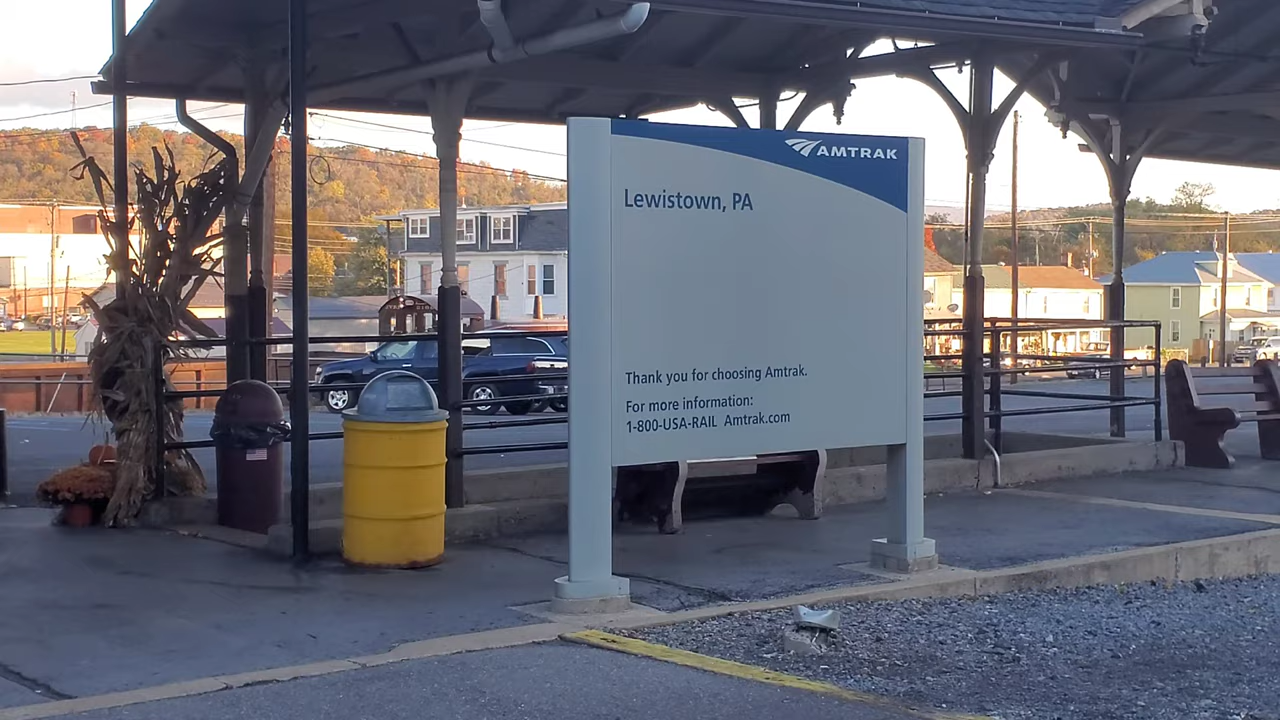 AMTRAK
Lewistown, PA
Thank you for choosing Amtrak.
For more information:
1-800-USA-RAIL Amtrak.com